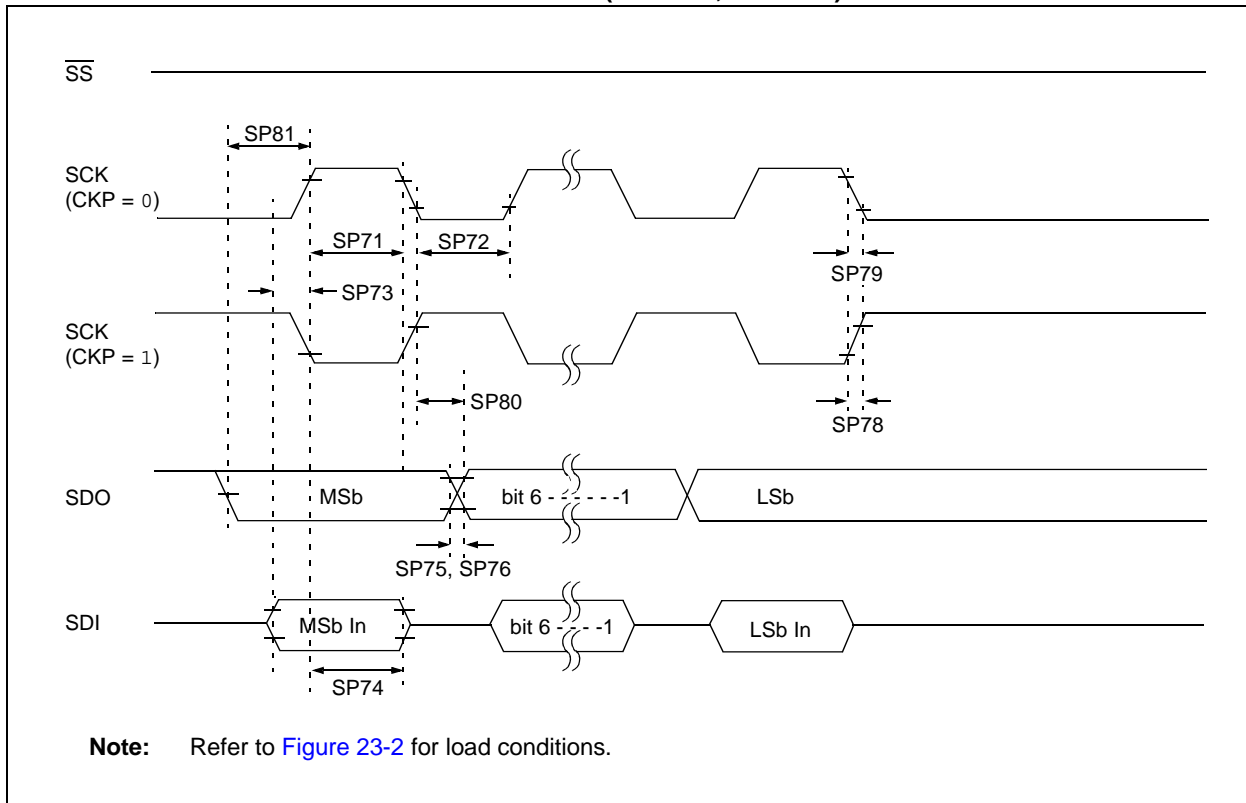 SS
SP81
SCK
(CKP = 0)
SP71
SP72
SP79
SP73
SCK
(CKP = 1)
SP80
SP78
SDO
MSb
bit 6 - - - - - -1
LSb
SP75, SP76
SDI
MSb In
bit 6 - - - -1
LSb In
SP74
Note: Refer to Figure 23-2 for load conditions.